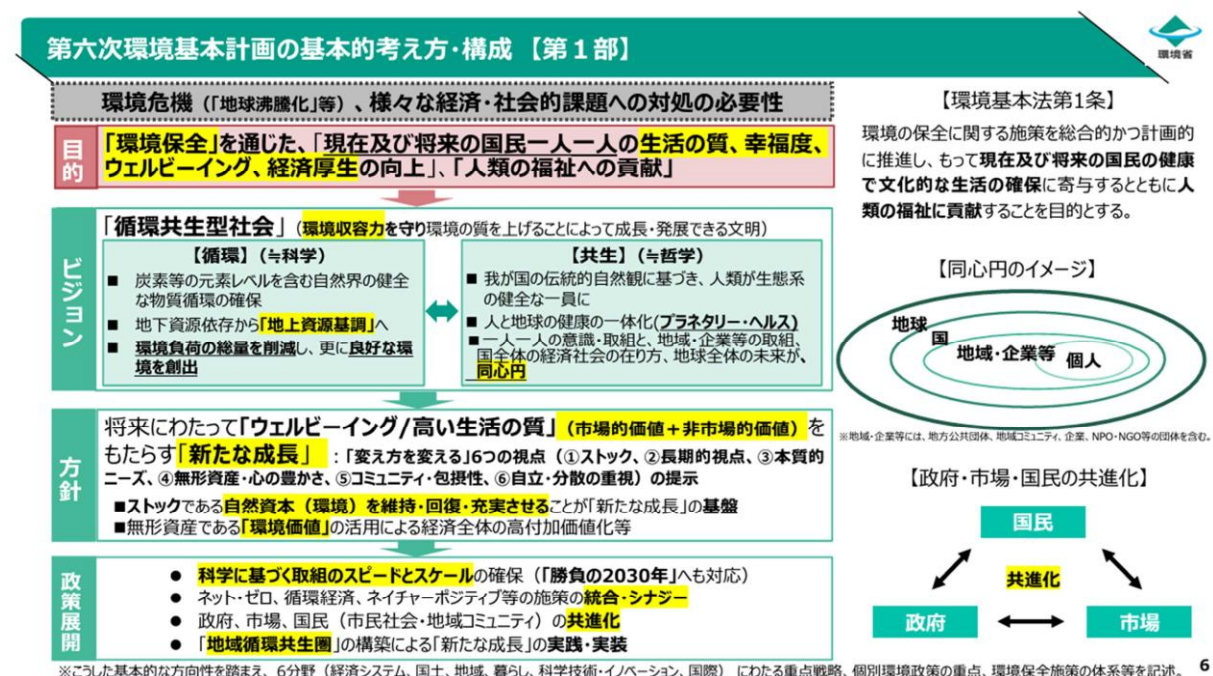 第六次環境基本計画の基本的考え方・構成 【第１部】
環境省
環境危機（「地球沸騰化」等）、様々な経済・社会的課題への対処の必要性
目的
「環境保全」を通じた、「現在及び将来の国民一人一人の生活の質、幸福度、
ウェルビーイング、経済厚生の向上」、「人類の福祉への貢献」
ビジョン
「循環共生型社会」（環境収容力を守り環境の質を上げることによって成長・発展できる文明）
【循環】（≒科学）
■ 炭素等の元素レベルを含む自然界の健全
な物質循環の確保
■ 地下資源依存から「地上資源基調」へ
■ 環境負荷の総量を削減し、更に良好な環
境を創出
【共生】（≒哲学）
■ 我が国の伝統的自然観に基づき、人類が生態系
の健全な一員に
■ 人と地球の健康の一体化(プラネタリー・ヘルス)
■一人一人の意識・取組と、地域・企業等の取組、
国全体の経済社会の在り方、地球全体の未来が、
同心円
方針
将来にわたって「ウェルビーイング/高い生活の質」（市場的価値＋非市場的価値）を
もたらす「新たな成長」 ：「変え方を変える」6つの視点（①ストック、②長期的視点、③本質的
ニーズ、④無形資産・心の豊かさ、⑤コミュニティ・包摂性、⑥自立・分散の重視）の提示
■ストックである自然資本（環境）を維持・回復・充実させることが「新たな成長」の基盤
■無形資産である「環境価値」の活用による経済全体の高付加価値化等
政策展開
● 科学に基づく取組のスピードとスケールの確保（「勝負の2030年」へも対応）
● ネット・ゼロ、循環経済、ネイチャーポジティブ等の施策の統合・シナジー
● 政府、市場、国民（市民社会・地域コミュニティ）の共進化
● 「地域循環共生圏」の構築による「新たな成長」の実践・実装
【環境基本法第1条】
環境の保全に関する施策を総合的かつ計画的
に推進し、もって現在及び将来の国民の健康
で文化的な生活の確保に寄与するとともに人
類の福祉に貢献することを目的とする。
【同心円のイメージ】
地球
国
地域・企業等
個人
※地域・企業等には、地方公共団体、地域コミュニティ、企業、NPO・NGO等の団体を含む。
【政府・市場・国民の共進化】
国民
共進化
政府
市場
※こうした基本的な方向性を踏まえ、6分野（経済システム、国土、地域、暮らし、科学技術・イノベーション、国際） にわたる重点戦略、個別環境政策の重点、環境保全施策の体系等を記述。
6